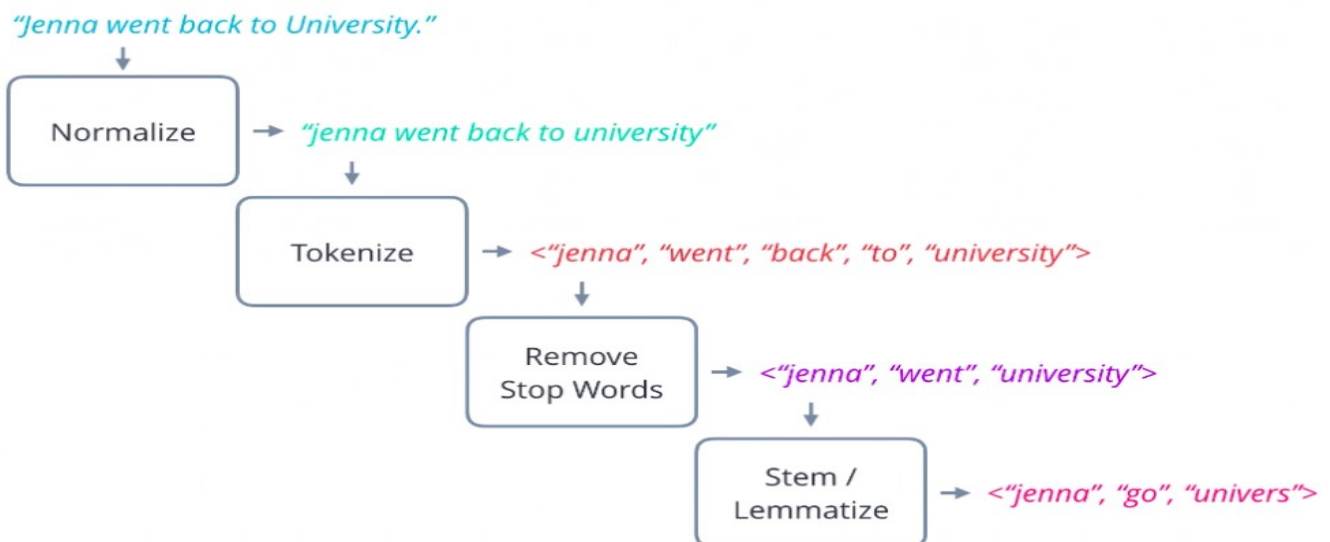 “Jenna went back to University.”
Normalize
“jenna went back to university”
Tokenize
<“jenna”, “went”, “back”, “to”, “university”>
Remove
Stop Words
<“jenna”, “went”, “university”>
Stem /
Lemmatize
<“jenna”, “go”, “univers”>